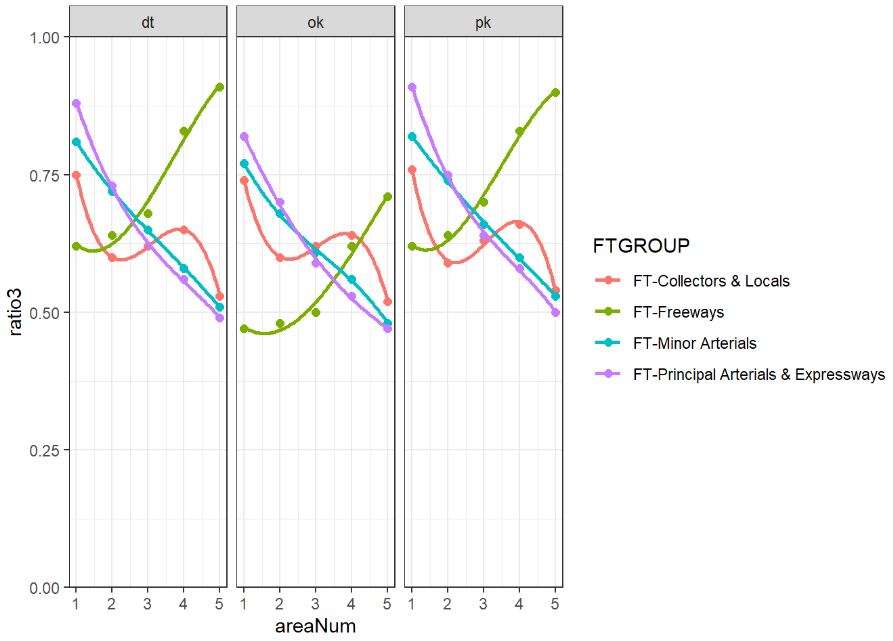 dt ok pk
1.00
0.75
0.50
0.25
0.00
ratio3
1 2 3 4 5 1 2 3 4 5 1 2 3 4 5
areaNum
FTGROUP
FT-Collectors & Locals
FT-Freeways
FT-Minor Arterials
FT-Principal Arterials & Expressways